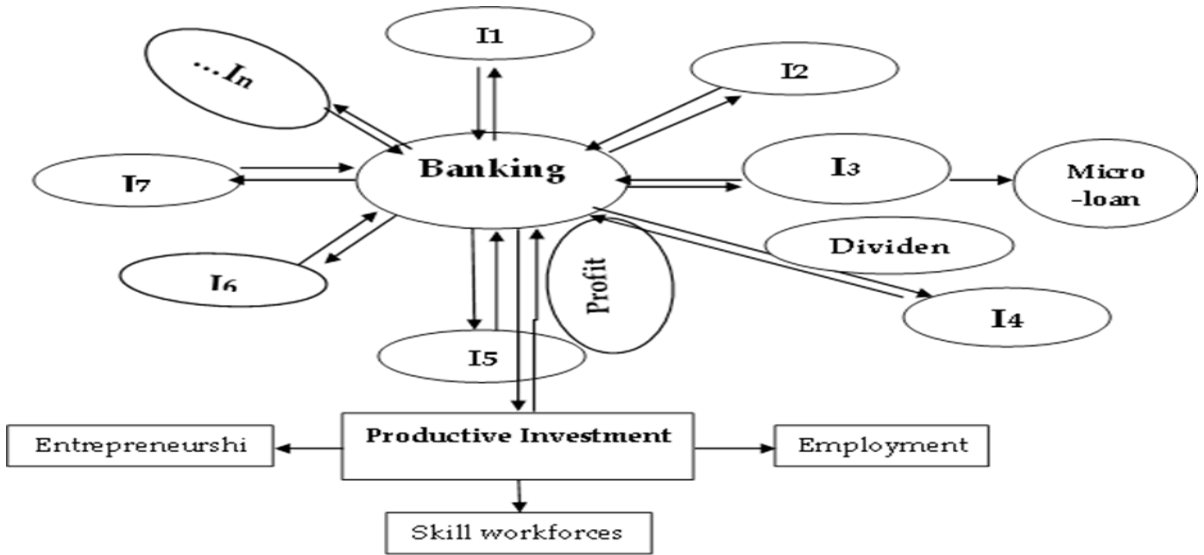 I1
...In
I2
Banking
I3
Micro
-loan
I7
Dividen
I6
Profit
I4
I5
Productive Investment
Entrepreneurshi
Employment
Skill workforces